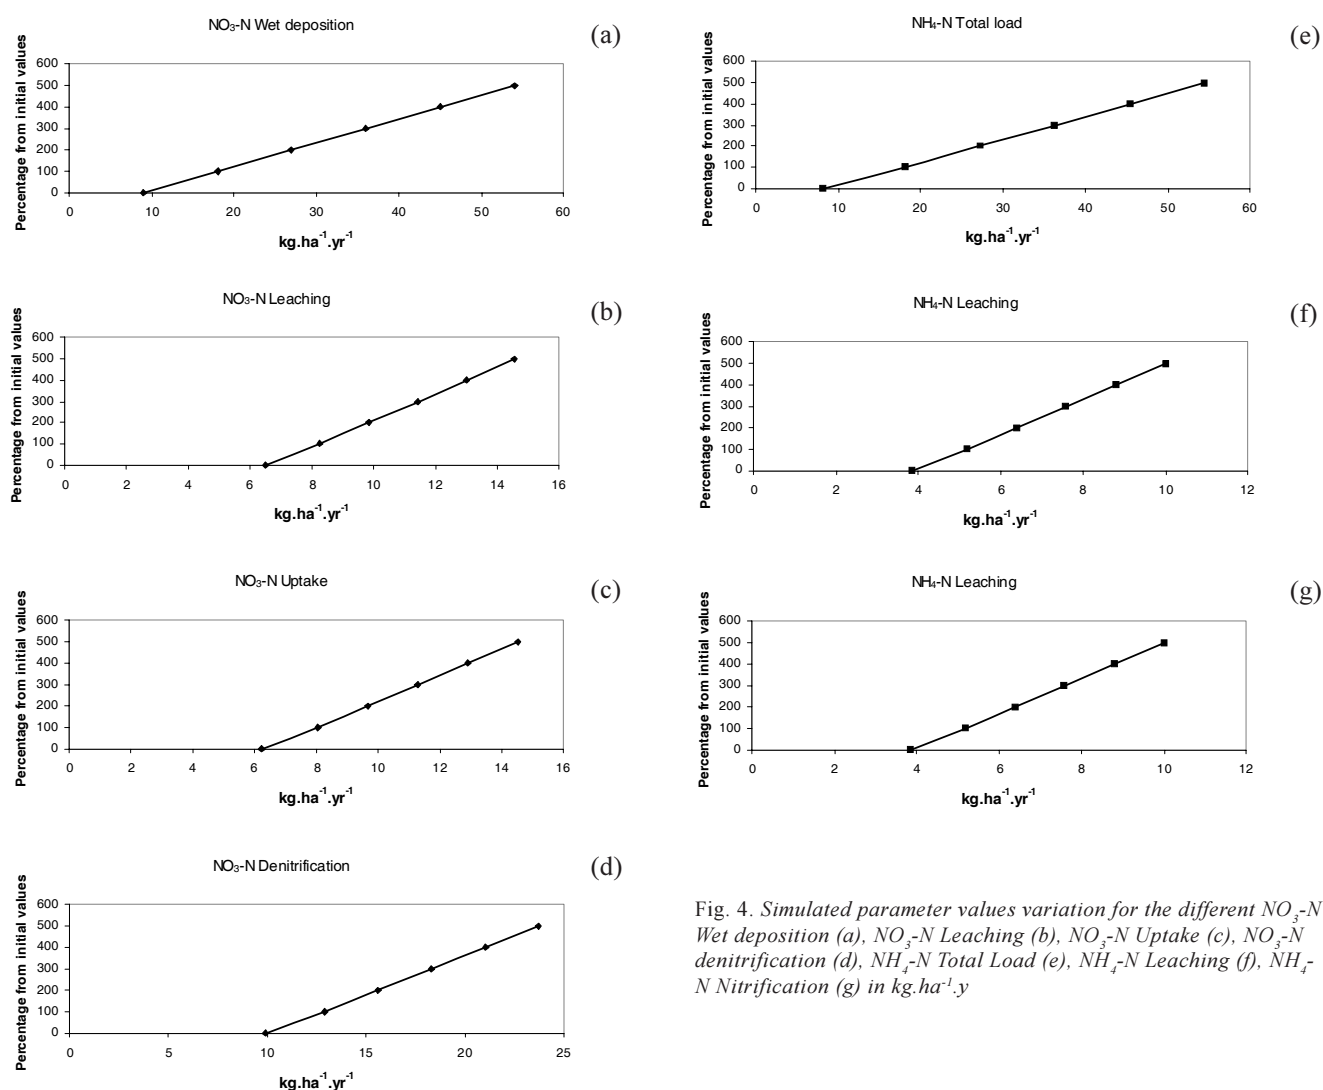 NO₃-N Wet deposition
(a)
Percentage from initial values
600
500
400
300
200
100
0
0 10 20 30 40 50 60
kg.ha⁻¹.yr⁻¹
NO₃-N Leaching
(b)
Percentage from initial values
600
500
400
300
200
100
0
0 2 4 6 8 10 12 14 16
kg.ha⁻¹.yr⁻¹
NO₃-N Uptake
(c)
Percentage from initial values
600
500
400
300
200
100
0
0 2 4 6 8 10 12 14 16
kg.ha⁻¹.yr⁻¹
NO₃-N Denitrification
(d)
Percentage from initial values
600
500
400
300
200
100
0
0 5 10 15 20 25
kg.ha⁻¹.yr⁻¹
NH₄-N Total load
(e)
Percentage from initial values
600
500
400
300
200
100
0
0 10 20 30 40 50 60
kg.ha⁻¹.yr⁻¹
NH₄-N Leaching
(f)
Percentage from initial values
600
500
400
300
200
100
0
0 2 4 6 8 10 12
kg.ha⁻¹.yr⁻¹
NH₄-N Leaching
(g)
Percentage from initial values
600
500
400
300
200
100
0
0 2 4 6 8 10 12
kg.ha⁻¹.yr⁻¹
Fig. 4. Simulated parameter values variation for the different NO₃-N
Wet deposition (a), NO₃-N Leaching (b), NO₃-N Uptake (c), NO₃-N
denitrification (d), NH₄-N Total Load (e), NH₄-N Leaching (f), NH₄-
N Nitrification (g) in kg.ha⁻¹.y